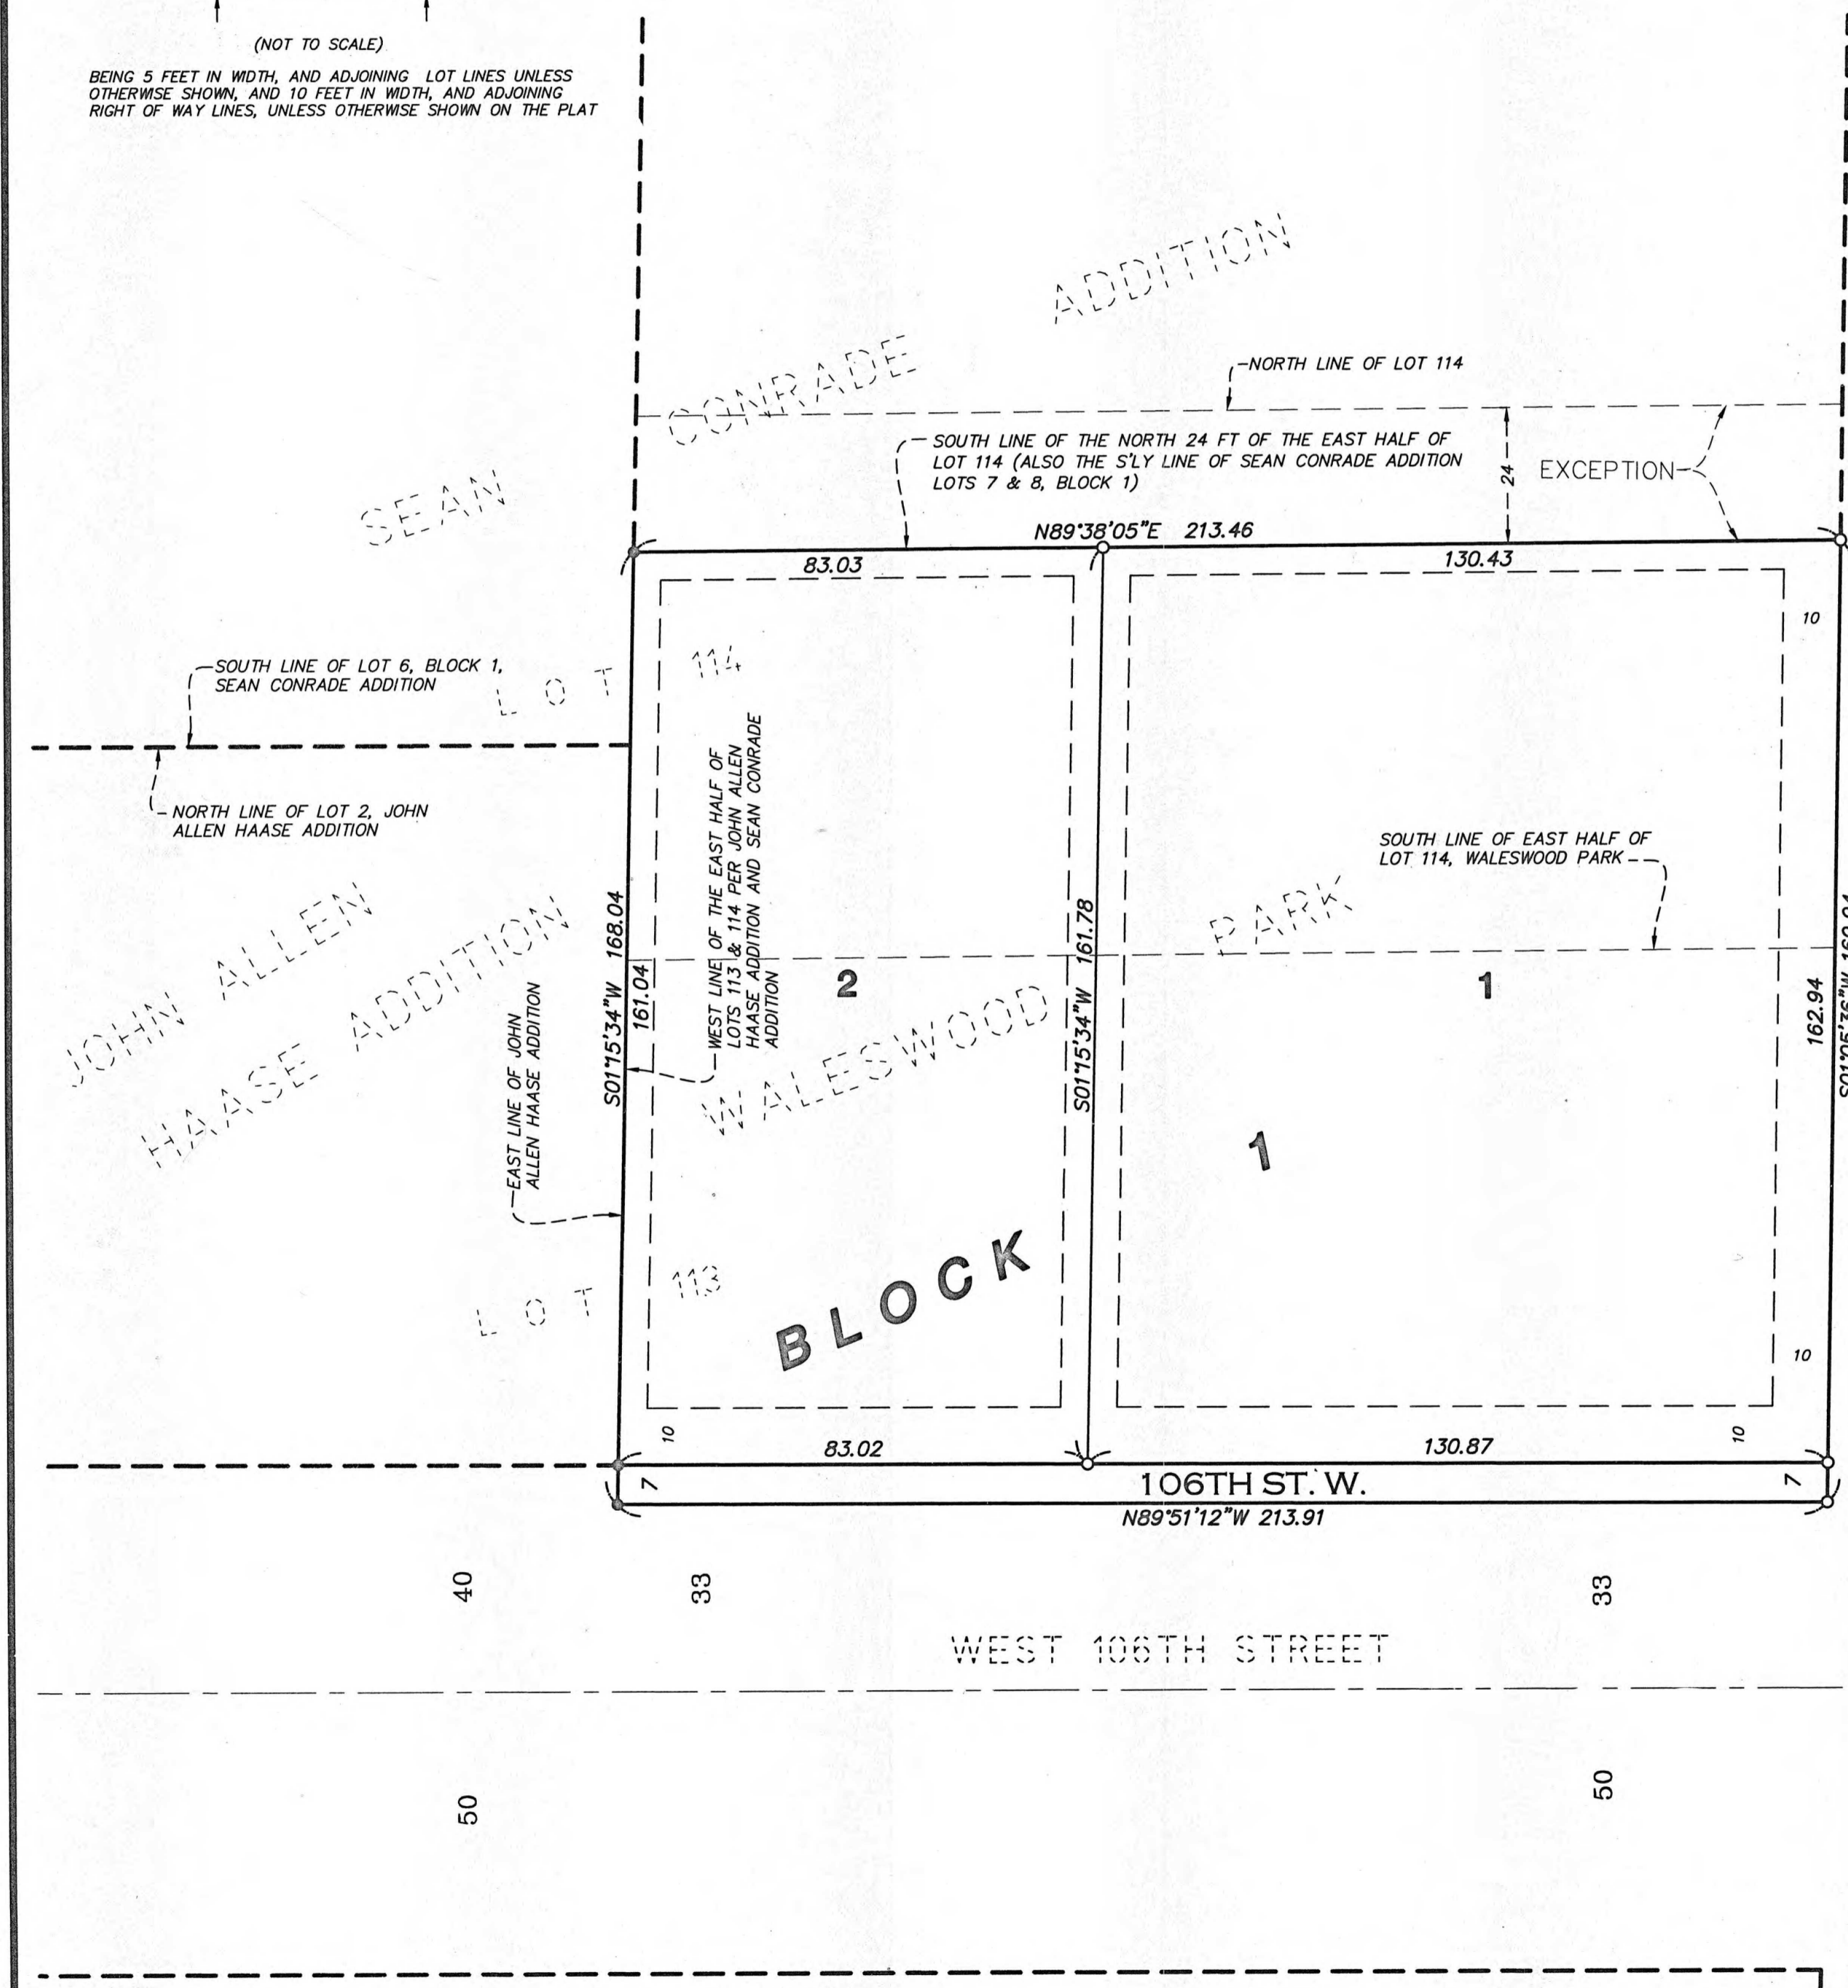 (NOT TO SCALE)
BEING 5 FEET IN WIDTH, AND ADJOINING LOT LINES UNLESS
OTHERWISE SHOWN, AND 10 FEET IN WIDTH, AND ADJOINING
RIGHT OF WAY LINES, UNLESS OTHERWISE SHOWN ON THE PLAT
SEAN CONRADE ADDITION
NORTH LINE OF LOT 114
SOUTH LINE OF THE NORTH 24 FT OF THE EAST HALF OF
LOT 114 (ALSO THE S'LY LINE OF SEAN CONRADE ADDITION
LOTS 7 & 8, BLOCK 1)
24
EXCEPTION
N89°38'05"E 213.46
83.03
130.43
10
SOUTH LINE OF LOT 6, BLOCK 1,
SEAN CONRADE ADDITION
LOT 114
NORTH LINE OF LOT 2, JOHN
ALLEN HAASE ADDITION
WEST LINE OF THE EAST HALF OF
LOTS 113 & 114 PER JOHN ALLEN
HAASE ADDITION AND SEAN CONRADE
ADDITION
SOUTH LINE OF EAST HALF OF
LOT 114, WALESWOOD PARK
JOHN ALLEN
HAASE ADDITION
EAST LINE OF JOHN
ALLEN HAASE ADDITION
S01°15'34"W 168.04
161.04
S01°15'34"W 161.78
162.94
2
1
WALESWOOD PARK
BLOCK 1
LOT 113
10
10
10
83.02
130.87
7
106TH ST. W.
7
N89°51'12"W 213.91
40
33
33
WEST 106TH STREET
50
50